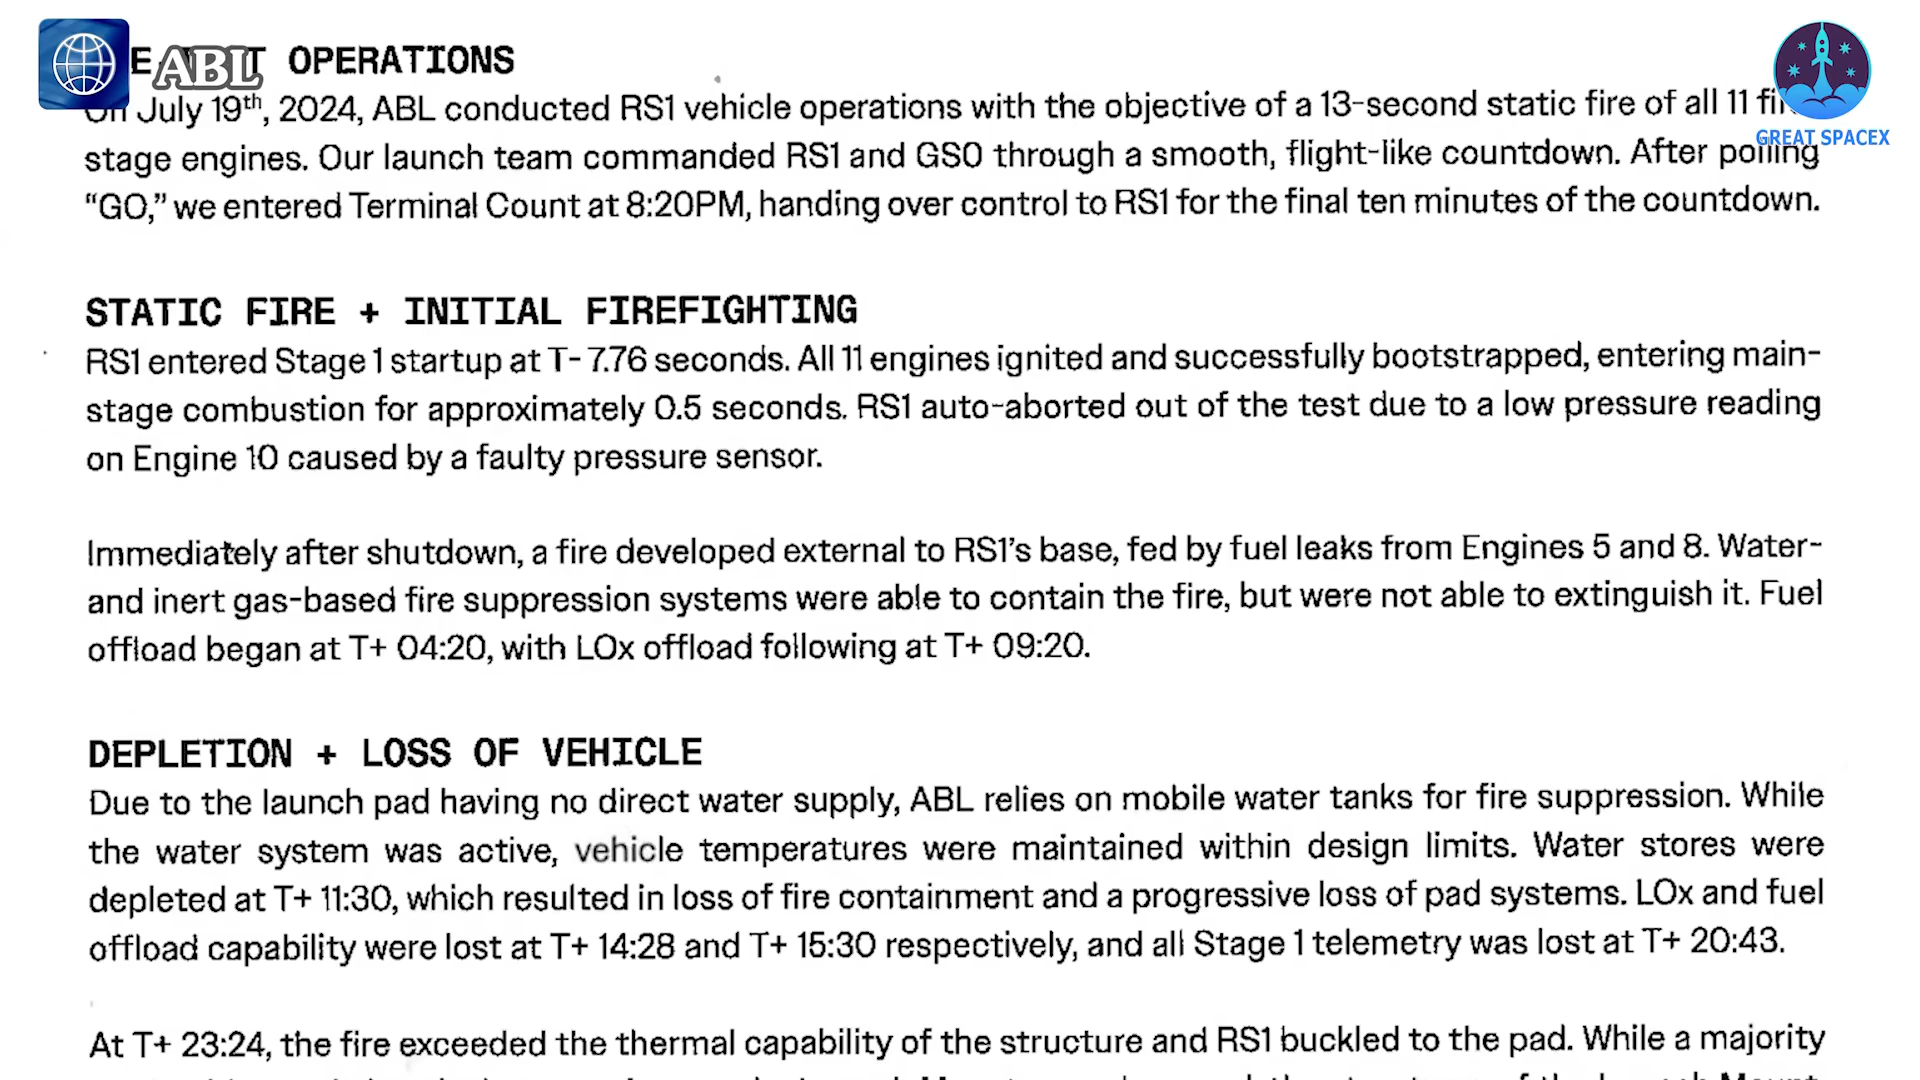 ABL
OPERATIONS
GREAT SPACEX
On July 19th, 2024, ABL conducted RS1 vehicle operations with the objective of a 13-second static fire of all 11
stage engines. Our launch team commanded RS1 and GS0 through a smooth, flight-like countdown. After polling
“GO,” we entered Terminal Count at 8:20PM, handing over control to RS1 for the final ten minutes of the countdown.
STATIC FIRE + INITIAL FIREFIGHTING
RS1 entered Stage 1 startup at T- 7.76 seconds. All 11 engines ignited and successfully bootstrapped, entering main-
stage combustion for approximately 0.5 seconds. RS1 auto-aborted out of the test due to a low pressure reading
on Engine 10 caused by a faulty pressure sensor.
Immediately after shutdown, a fire developed external to RS1’s base, fed by fuel leaks from Engines 5 and 8. Water-
and inert gas-based fire suppression systems were able to contain the fire, but were not able to extinguish it. Fuel
offload began at T+ 04:20, with LOx offload following at T+ 09:20.
DEPLETION + LOSS OF VEHICLE
Due to the launch pad having no direct water supply, ABL relies on mobile water tanks for fire suppression. While
the water system was active, vehicle temperatures were maintained within design limits. Water stores were
depleted at T+ 11:30, which resulted in loss of fire containment and a progressive loss of pad systems. LOx and fuel
offload capability were lost at T+ 14:28 and T+ 15:30 respectively, and all Stage 1 telemetry was lost at T+ 20:43.
At T+ 23:24, the fire exceeded the thermal capability of the structure and RS1 buckled to the pad. While a majority